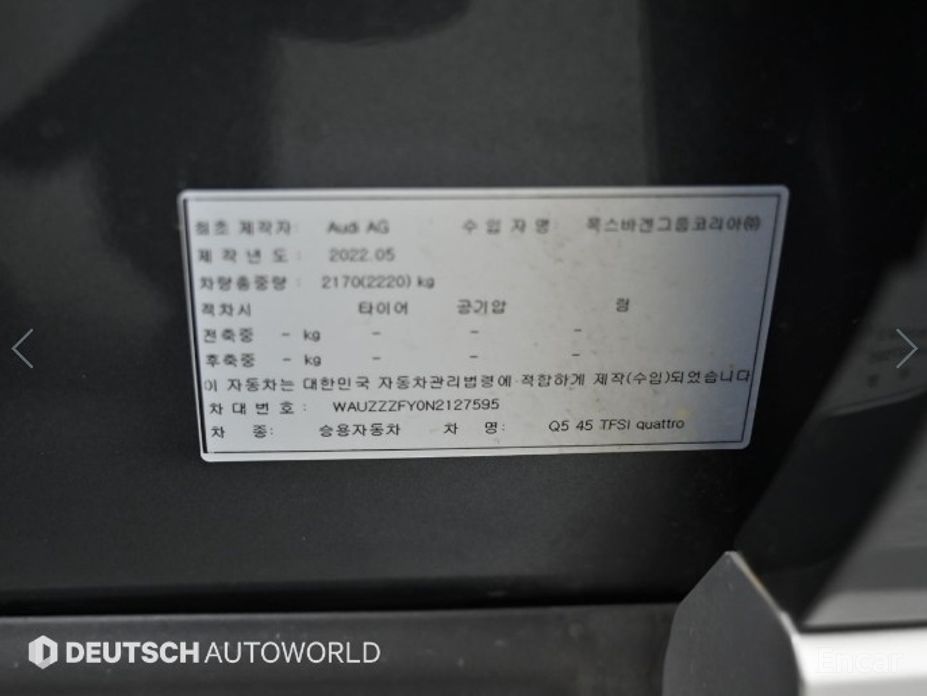 최초 제작자: Audi AG 수 입 자 명: 폭스바겐그룹코리아㈜
제 작 년 도 : 2022.05
차량총중량 : 2170(2220) kg
적차시 타이어 공기압 림
전축중 - kg - - -
후축중 - kg - - -
이 자동차는 대한민국 자동차관리법령에 적합하게 제작(수입)되었습니다
차 대 번 호 : WAUZZZFY0N2127595
차 종: 승용자동차 차 명: Q5 45 TFSI quattro
DEUTSCH AUTOWORLD
Encar